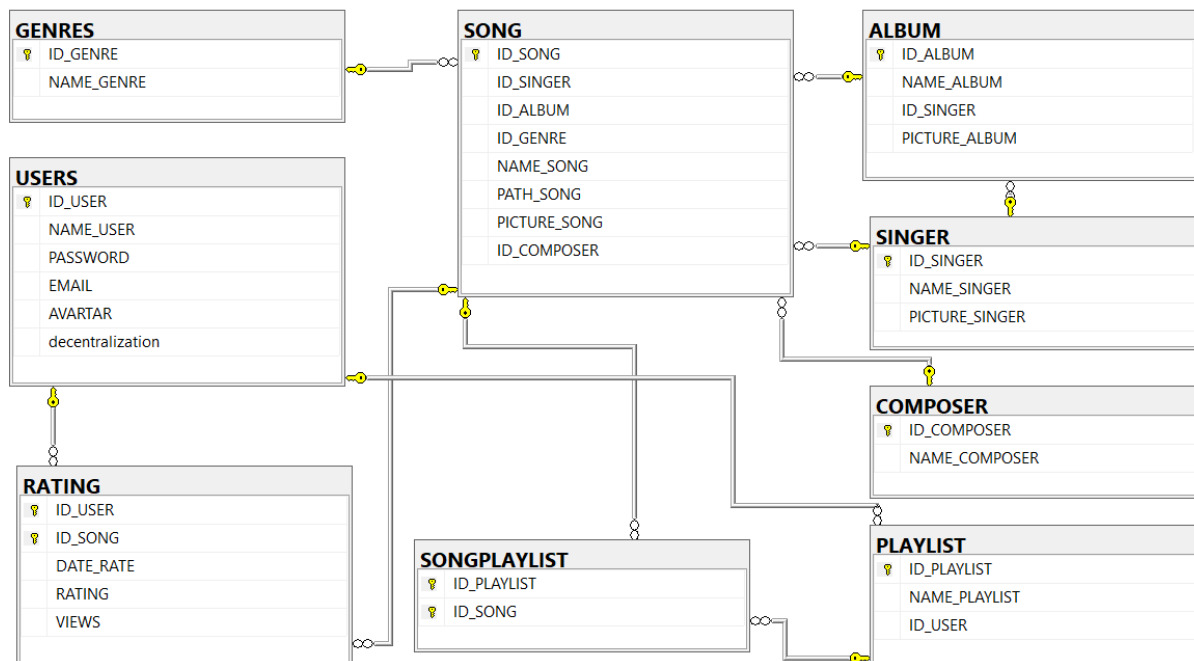 GENRES
ID_GENRE
NAME_GENRE
SONG
ID_SONG
ID_SINGER
ID_ALBUM
ID_GENRE
NAME_SONG
PATH_SONG
PICTURE_SONG
ID_COMPOSER
ALBUM
ID_ALBUM
NAME_ALBUM
ID_SINGER
PICTURE_ALBUM
USERS
ID_USER
NAME_USER
PASSWORD
EMAIL
AVARTAR
decentralization
SINGER
ID_SINGER
NAME_SINGER
PICTURE_SINGER
COMPOSER
ID_COMPOSER
NAME_COMPOSER
RATING
ID_USER
ID_SONG
DATE_RATE
RATING
VIEWS
SONGPLAYLIST
ID_PLAYLIST
ID_SONG
PLAYLIST
ID_PLAYLIST
NAME_PLAYLIST
ID_USER